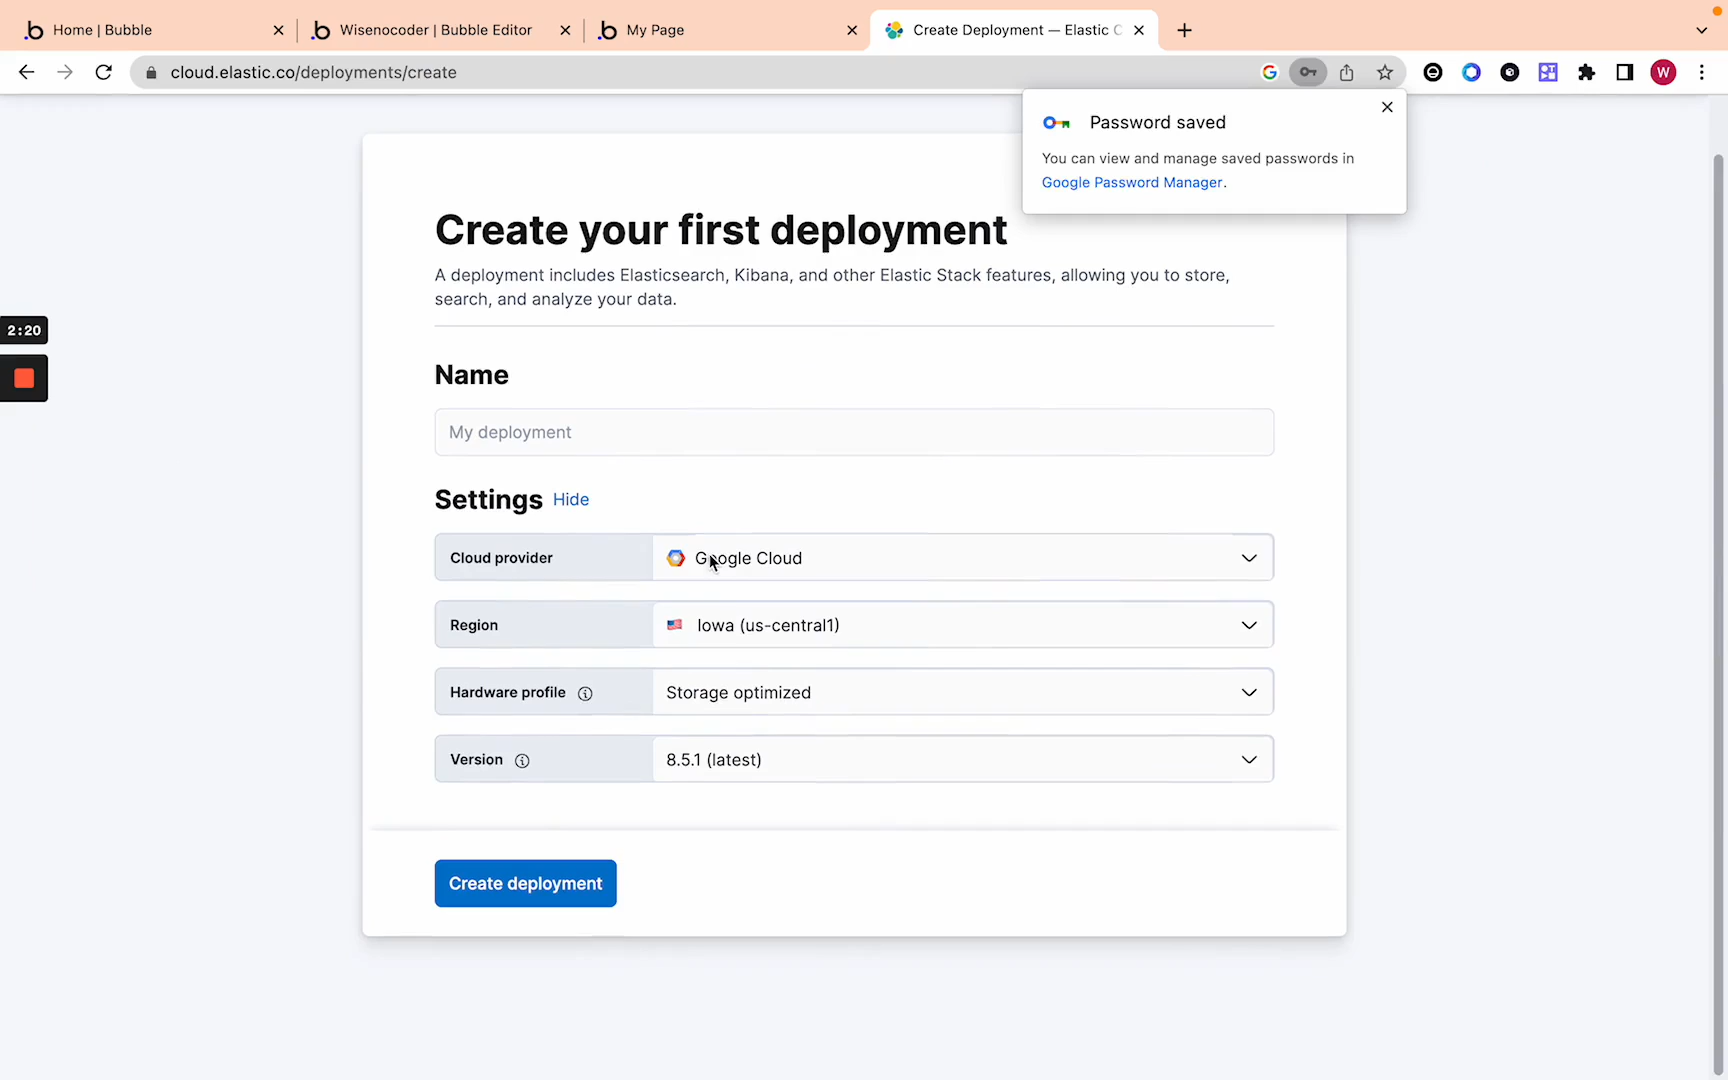 Home | Bubble
Wisenocoder | Bubble Editor
My Page
Create Deployment — Elastic C
cloud.elastic.co/deployments/create
W
Password saved
You can view and manage saved passwords in
Google Password Manager.
Create your first deployment
A deployment includes Elasticsearch, Kibana, and other Elastic Stack features, allowing you to store,
search, and analyze your data.
2:20
Name
My deployment
Settings Hide
Cloud provider
Google Cloud
Region
Iowa (us-central1)
Hardware profile
Storage optimized
Version
8.5.1 (latest)
Create deployment